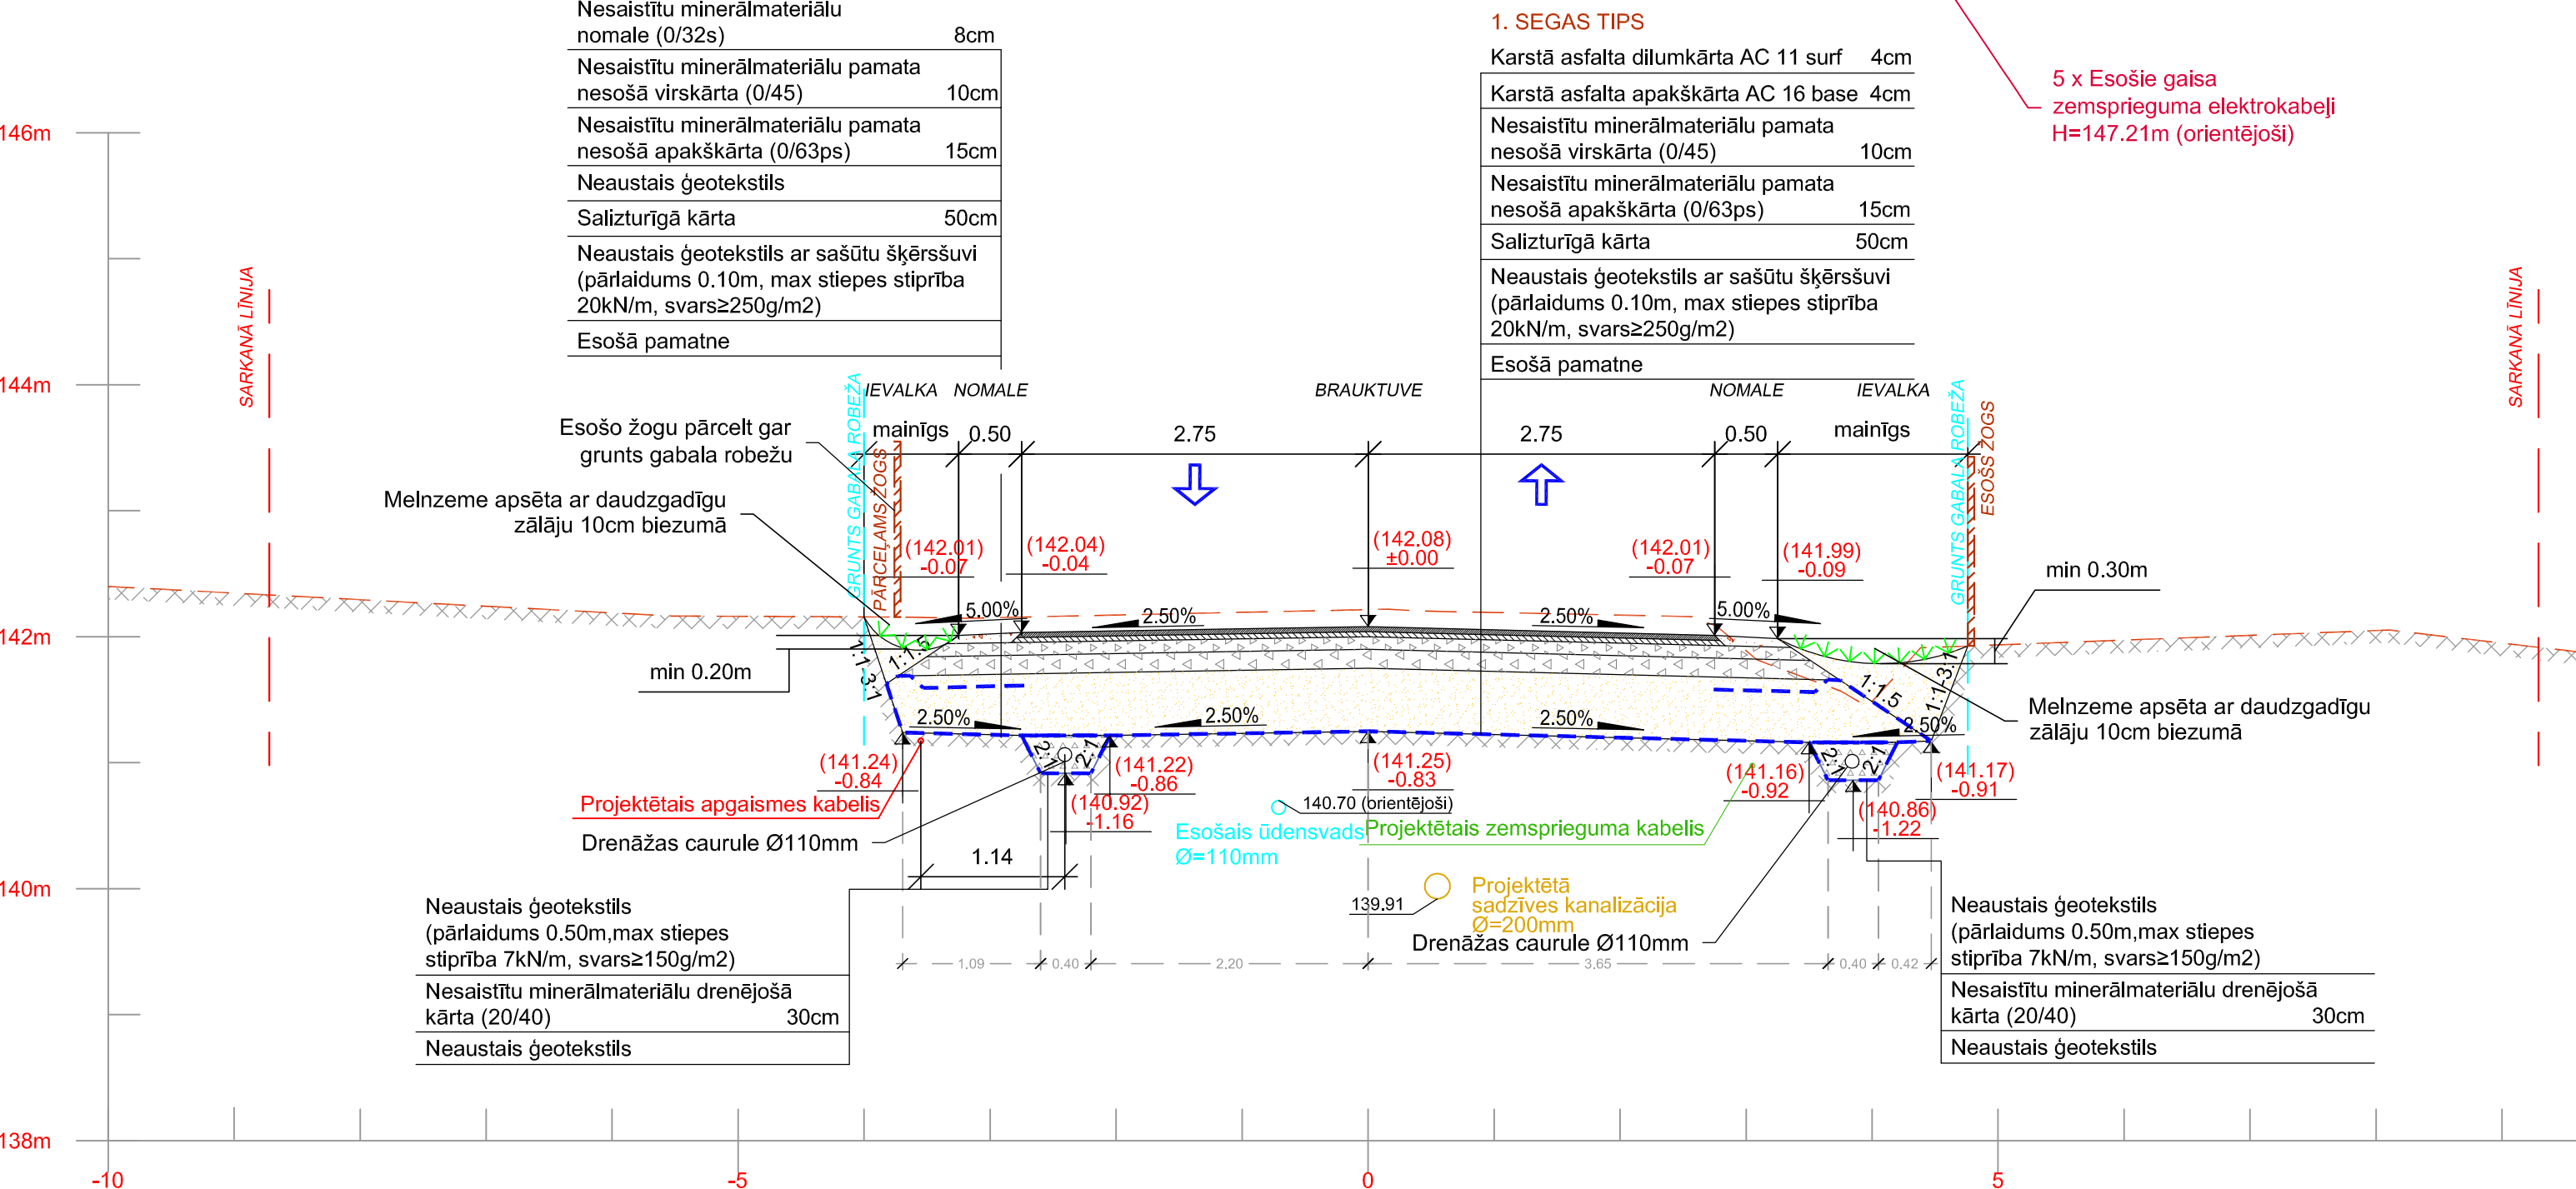 Nesaistītu minerālmateriālu
nomale (0/32s) 8cm
Nesaistītu minerālmateriālu pamata
nesošā virskārta (0/45) 10cm
Nesaistītu minerālmateriālu pamata
nesošā apakškārta (0/63ps) 15cm
Neaustais ģeotekstils
Salizturīgā kārta 50cm
Neaustais ģeotekstils ar sašūtu šķērsšuvi
(pārlaidums 0.10m, max stiepes stiprība
20kN/m, svars≥250g/m2)
Esošā pamatne
1. SEGAS TIPS
Karstā asfalta dilumkārta AC 11 surf 4cm
Karstā asfalta apakškārta AC 16 base 4cm
Nesaistītu minerālmateriālu pamata
nesošā virskārta (0/45) 10cm
Nesaistītu minerālmateriālu pamata
nesošā apakškārta (0/63ps) 15cm
Salizturīgā kārta 50cm
Neaustais ģeotekstils ar sašūtu šķērsšuvi
(pārlaidums 0.10m, max stiepes stiprība
20kN/m, svars≥250g/m2)
Esošā pamatne
5 x Esošie gaisa
zemsprieguma elektrokabeļi
H=147.21m (orientējoši)
146m
144m
142m
140m
138m
SARKANĀ LĪNIJA
SARKANĀ LĪNIJA
IEVALKA NOMALE BRAUKTUVE NOMALE IEVALKA
mainīgs 0.50 2.75 2.75 0.50 mainīgs
GRUNTS GABALA ROBEŽA
PĀRCEĻAMS ŽOGS
GRUNTS GABALA ROBEŽA
ESOŠS ŽOGS
Esošo žogu pārcelt gar
grunts gabala robežu
Melnzeme apsēta ar daudzgadīgu
zālāju 10cm biezumā
(142.01)
-0.07
(142.04)
-0.04
(142.08)
±0.00
(142.01)
-0.07
(141.99)
-0.09
min 0.30m
5.00% 2.50% 2.50% 5.00%
min 0.20m
1:1-3:1
1:1.5
1:1.5
1:1-3:1
Melnzeme apsēta ar daudzgadīgu
zālāju 10cm biezumā
2.50% 2.50% 2.50% 2.50%
2:1 2:1
2:1 2:1
(141.24)
-0.84
(141.22)
-0.86
(140.92)
-1.16
(141.25)
-0.83
(141.16)
-0.92
(140.86)
-1.22
(141.17)
-0.91
Projektētais apgaismes kabelis
Drenāžas caurule Ø110mm
140.70 (orientējoši)
Esošais ūdensvads
Ø=110mm
Projektētais zemsprieguma kabelis
1.14
139.91
Projektētā
sadzīves kanalizācija
Ø=200mm
Drenāžas caurule Ø110mm
1.09 0.40 2.20 3.65 0.40 0.42
Neaustais ģeotekstils
(pārlaidums 0.50m,max stiepes
stiprība 7kN/m, svars≥150g/m2)
Nesaistītu minerālmateriālu drenējošā
kārta (20/40) 30cm
Neaustais ģeotekstils
Neaustais ģeotekstils
(pārlaidums 0.50m,max stiepes
stiprība 7kN/m, svars≥150g/m2)
Nesaistītu minerālmateriālu drenējošā
kārta (20/40) 30cm
Neaustais ģeotekstils
-10 -5 0 5